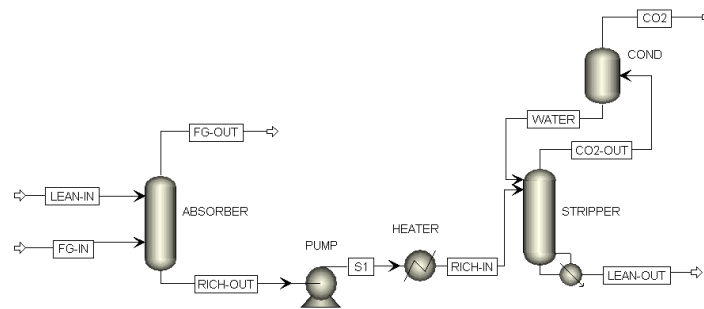 CO2
COND
WATER
FG-OUT
CO2-OUT
LEAN-IN
ABSORBER
STRIPPER
HEATER
PUMP
FG-IN
S1
RICH-IN
RICH-OUT
LEAN-OUT